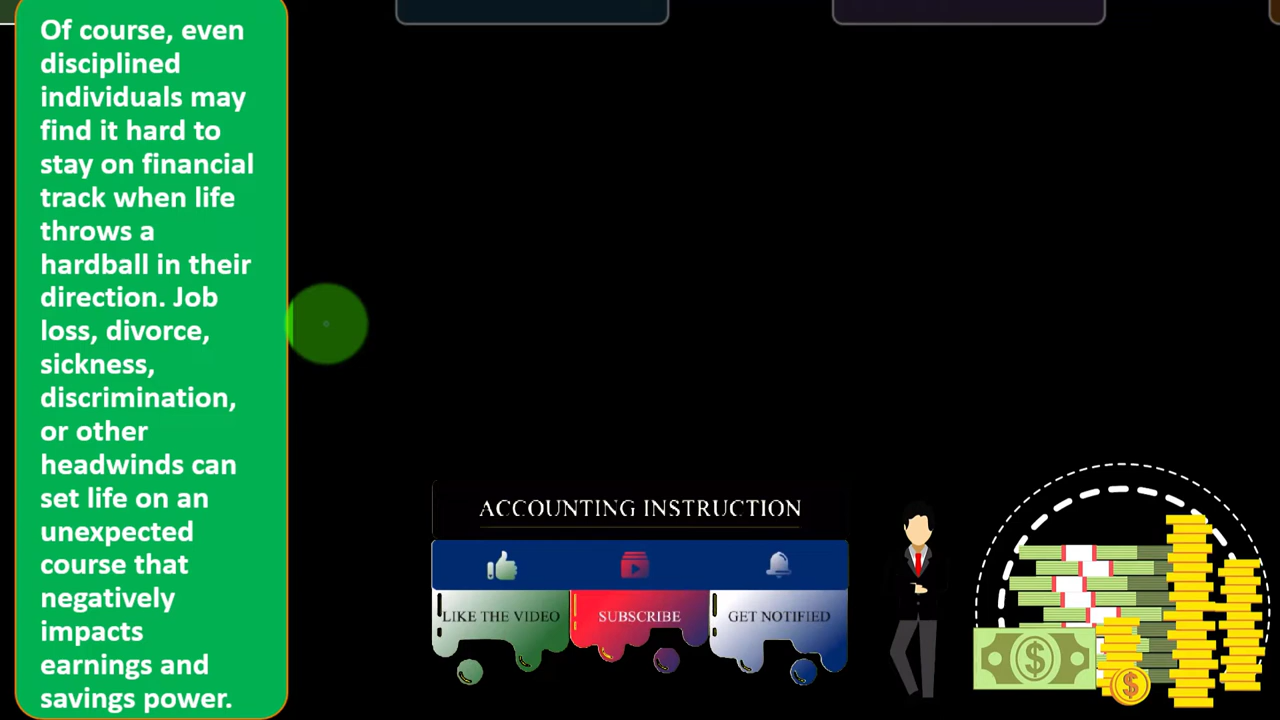 Of course, even
disciplined
individuals may
find it hard to
stay on financial
track when life
throws a
hardball in their
direction. Job
loss, divorce,
sickness,
discrimination,
or other
headwinds can
set life on an
unexpected
course that
negatively
impacts
earnings and
savings power.
ACCOUNTING INSTRUCTION
LIKE THE VIDEO
SUBSCRIBE
GET NOTIFIED
$
$